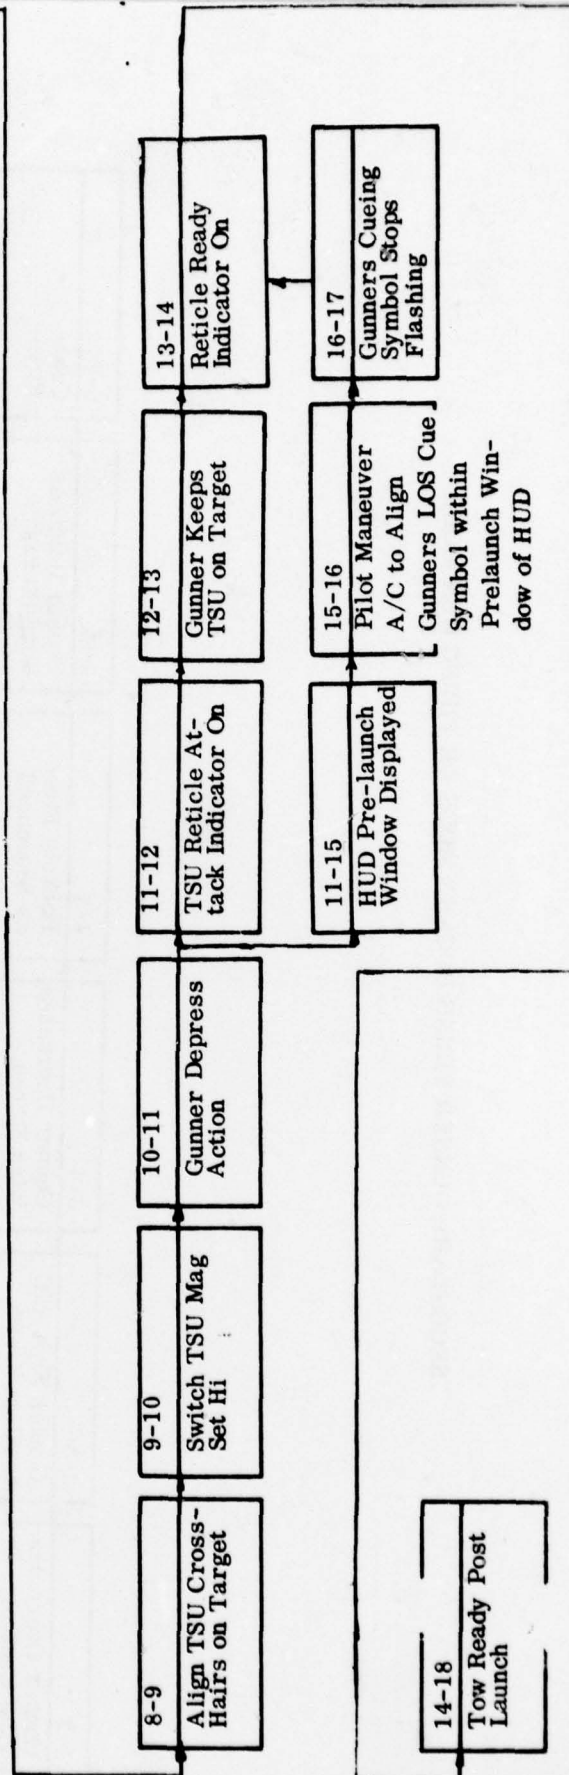 8-9
Align TSU Cross-
Hairs on Target
9-10
Switch TSU Mag
Set Hi
10-11
Gunner Depress
Action
11-12
TSU Reticle At-
tack Indicator On
12-13
Gunner Keeps
TSU on Target
13-14
Reticle Ready
Indicator On
11-15
HUD Pre-launch
Window Displayed
15-16
Pilot Maneuver
A/C to Align
Gunners LOS Cue
Symbol within
Prelaunch Win-
dow of HUD
16-17
Gunners Cueing
Symbol Stops
Flashing
14-18
Tow Ready Post
Launch